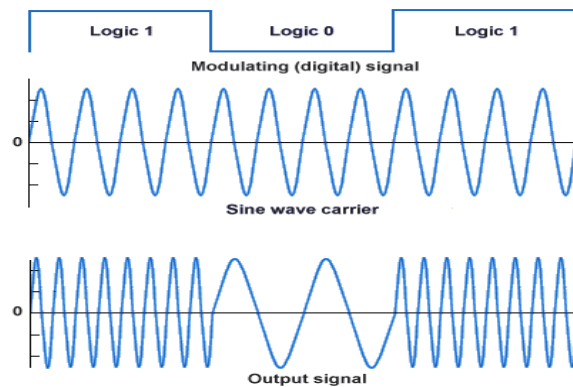 Logic 1 Logic 0 Logic 1
Modulating (digital) signal
0
Sine wave carrier
0
Output signal